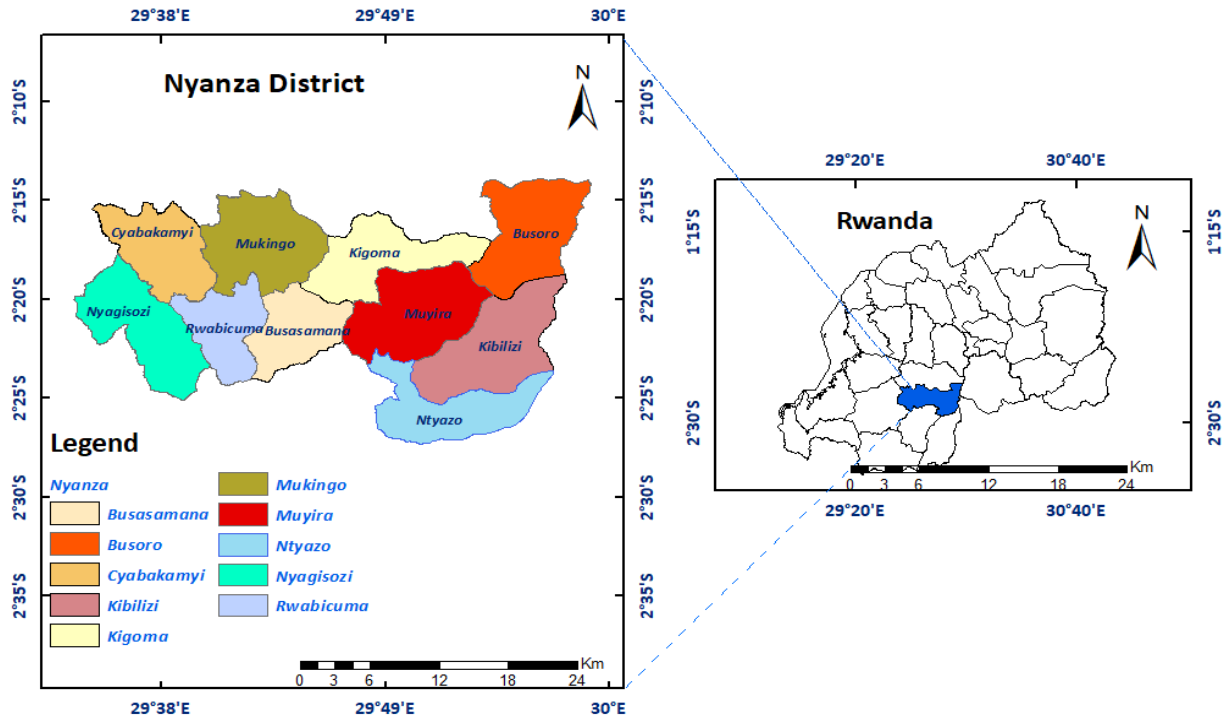 29°38'E 29°49'E 30°E
Nyanza District
N
2°10'S
2°15'S
2°20'S
2°25'S
2°30'S
2°35'S
2°10'S
2°15'S
2°20'S
2°25'S
2°30'S
2°35'S
Cyabakamyi
Mukingo
Kigoma
Busoro
Nyagisozi
Rwabicuma
Busasamana
Muyira
Kibilizi
Ntyazo
Legend
Nyanza
Busasamana
Busoro
Cyabakamyi
Kibilizi
Kigoma
Mukingo
Muyira
Ntyazo
Nyagisozi
Rwabicuma
Km
0 3 6 12 18 24
29°38'E 29°49'E 30°E
29°20'E 30°40'E
Rwanda
N
1°15'S
2°30'S
1°15'S
2°30'S
Km
0 3 6 12 18 24
29°20'E 30°40'E